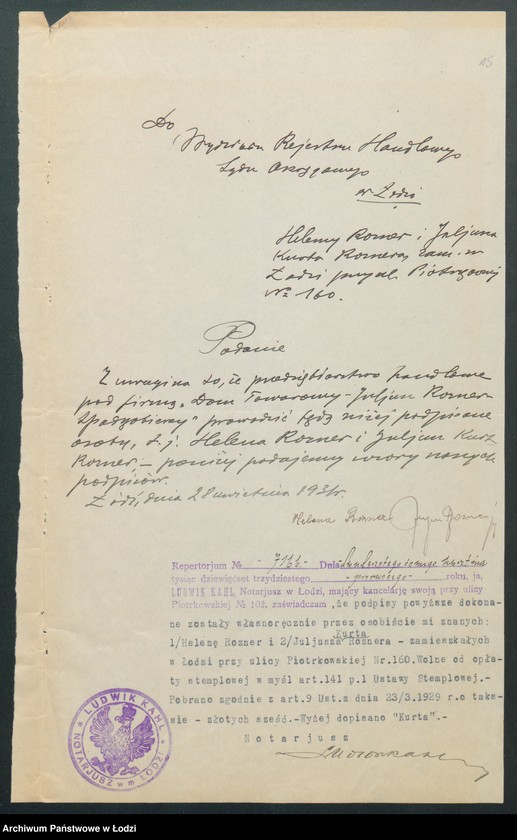 15
Do
Wydziału Rejestru Handlowego
Sądu Okręgowego
w Łodzi
Heleny Rozner i Juljusza
Kurta Roznera, zam. w
Łodzi przy ul. Piotrkowskiej
№ 160.
Podanie
Z uwagi na to, że przedsiębiorstwo handlowe
pod firmą „Dom Towarowy - Juljusz Rozner
Spadkobiercy" prowadzić będą niżej podpisane
osoby, t. j. Helena Rozner i Juljusz Kurt
Rozner, – poniżej podajemy wzory naszych
podpisów.
Łódź, dnia 28 kwietnia 1931 r.
Helena Rozner
Repertorjum № Dnia
tysiąc dziewięćset trzydziestego pierwszego roku, ja,
LUDWIK KAHL, Notarjusz w Łodzi, mający kancelarję swoją przy ulicy
Piotrkowskiej № 102, zaświadczam, że podpisy powyższe dokona-
ne zostały własnoręcznie przez osobiście mi znanych:
Kurta
1/Helenę Rozner i 2/Juljusza Roznera - zamieszkałych
w Łodzi przy ulicy Piotrkowskiej Nr.160.Wolne od opła-
ty stemplowej w myśl art.141 p.1 Ustawy Stemplowej.-
Pobrano zgodnie z art.9 Ust.z dnia 23/3.1929 r.o taks-
sie - złotych sześć.-Wyżej dopisano "Kurta".-
Notarjusz
LUDWIK KAHL
NOTARJUSZ w m. ŁODZI
Archiwum Państwowe w Łodzi